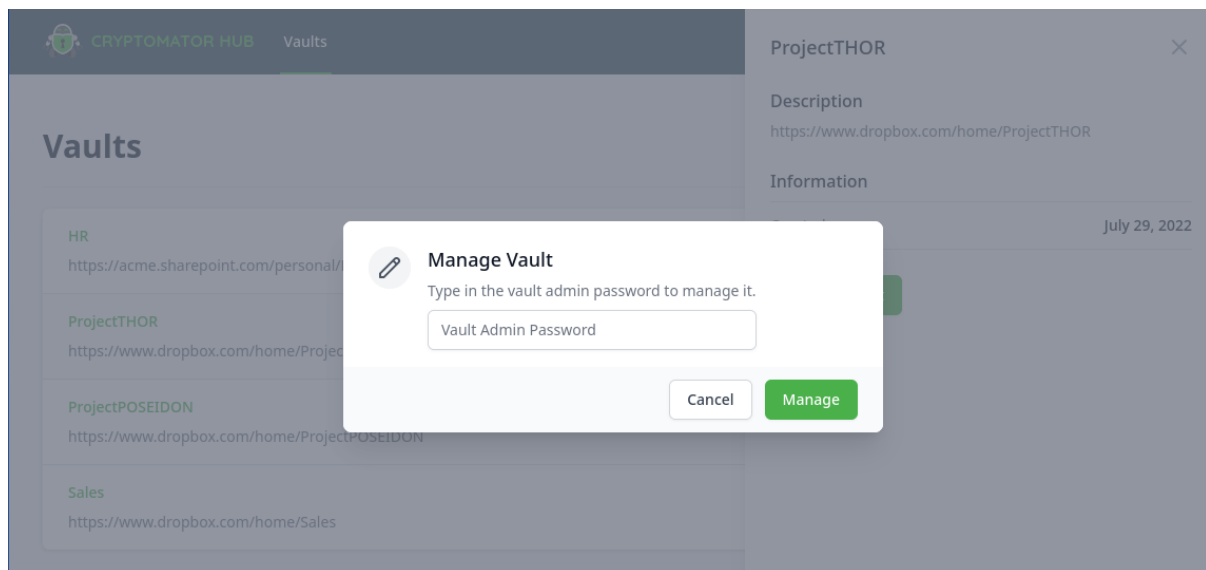 CRYPTOMATOR HUB Vaults
Vaults
HR
https://acme.sharepoint.com/personal/
ProjectTHOR
https://www.dropbox.com/home/Projec
ProjectPOSEIDON
https://www.dropbox.com/home/ProjectPOSEIDON
Sales
https://www.dropbox.com/home/Sales
ProjectTHOR
Description
https://www.dropbox.com/home/ProjectTHOR
Information
July 29, 2022
Manage Vault
Type in the vault admin password to manage it.
Vault Admin Password
Cancel Manage